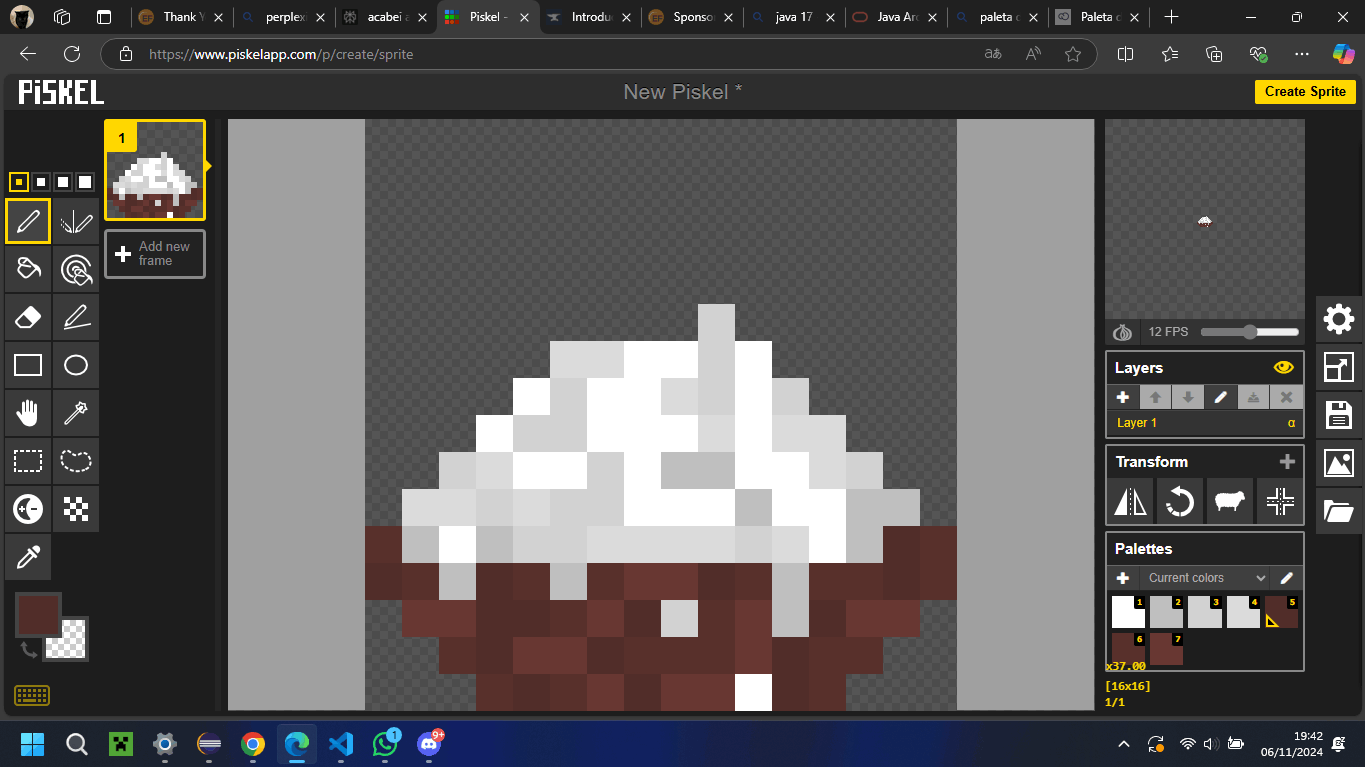 Thank Y
perplexi
acabei a
Piskel -
Introdu
Sponso
java 17
Java Arc
paleta c
Paleta c
https://www.piskelapp.com/p/create/sprite
PiSKEL
New Piskel *
Create Sprite
1
Add new
frame
12 FPS
Layers
Layer 1
α
Transform
Palettes
Current colors
1
2
3
4
5
6
7
x37.00
[16x16]
1/1
1
9+
19:42
06/11/2024